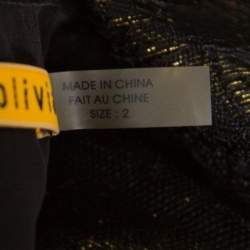 olivi
MADE IN CHINA
FAIT AU CHINE
SIZE : 2